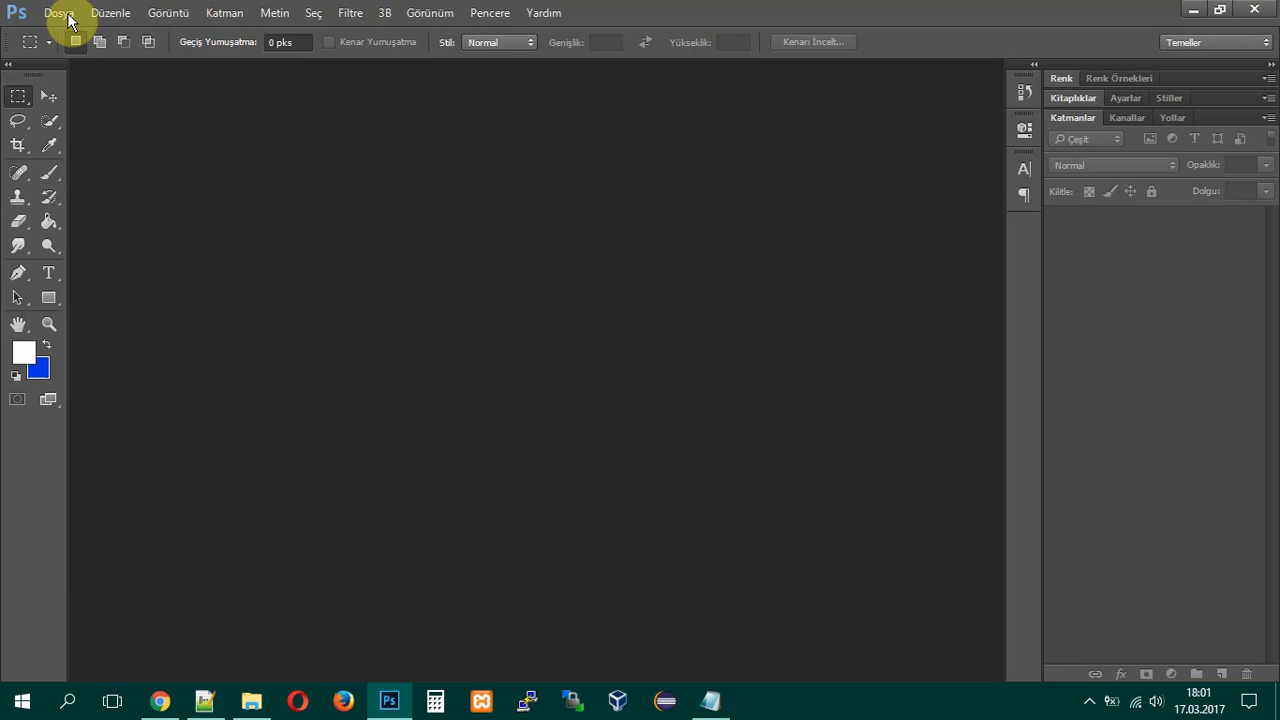 Ps Dosya Düzenle Görüntü Katman Metin Seç Filtre 3B Görünüm Pencere Yardım
Geçiş Yumuşatma: 0 pks Kenar Yumuşatma Stil: Normal Genişlik: Yükseklik: Kenarı İncelt... Temeller
Renk Renk Örnekleri
Kitaplıklar Ayarlar Stiller
Katmanlar Kanallar Yollar
Çeşit
Normal Opaklık:
Kilitle: Dolgu:
Ps
18:01
17.03.2017